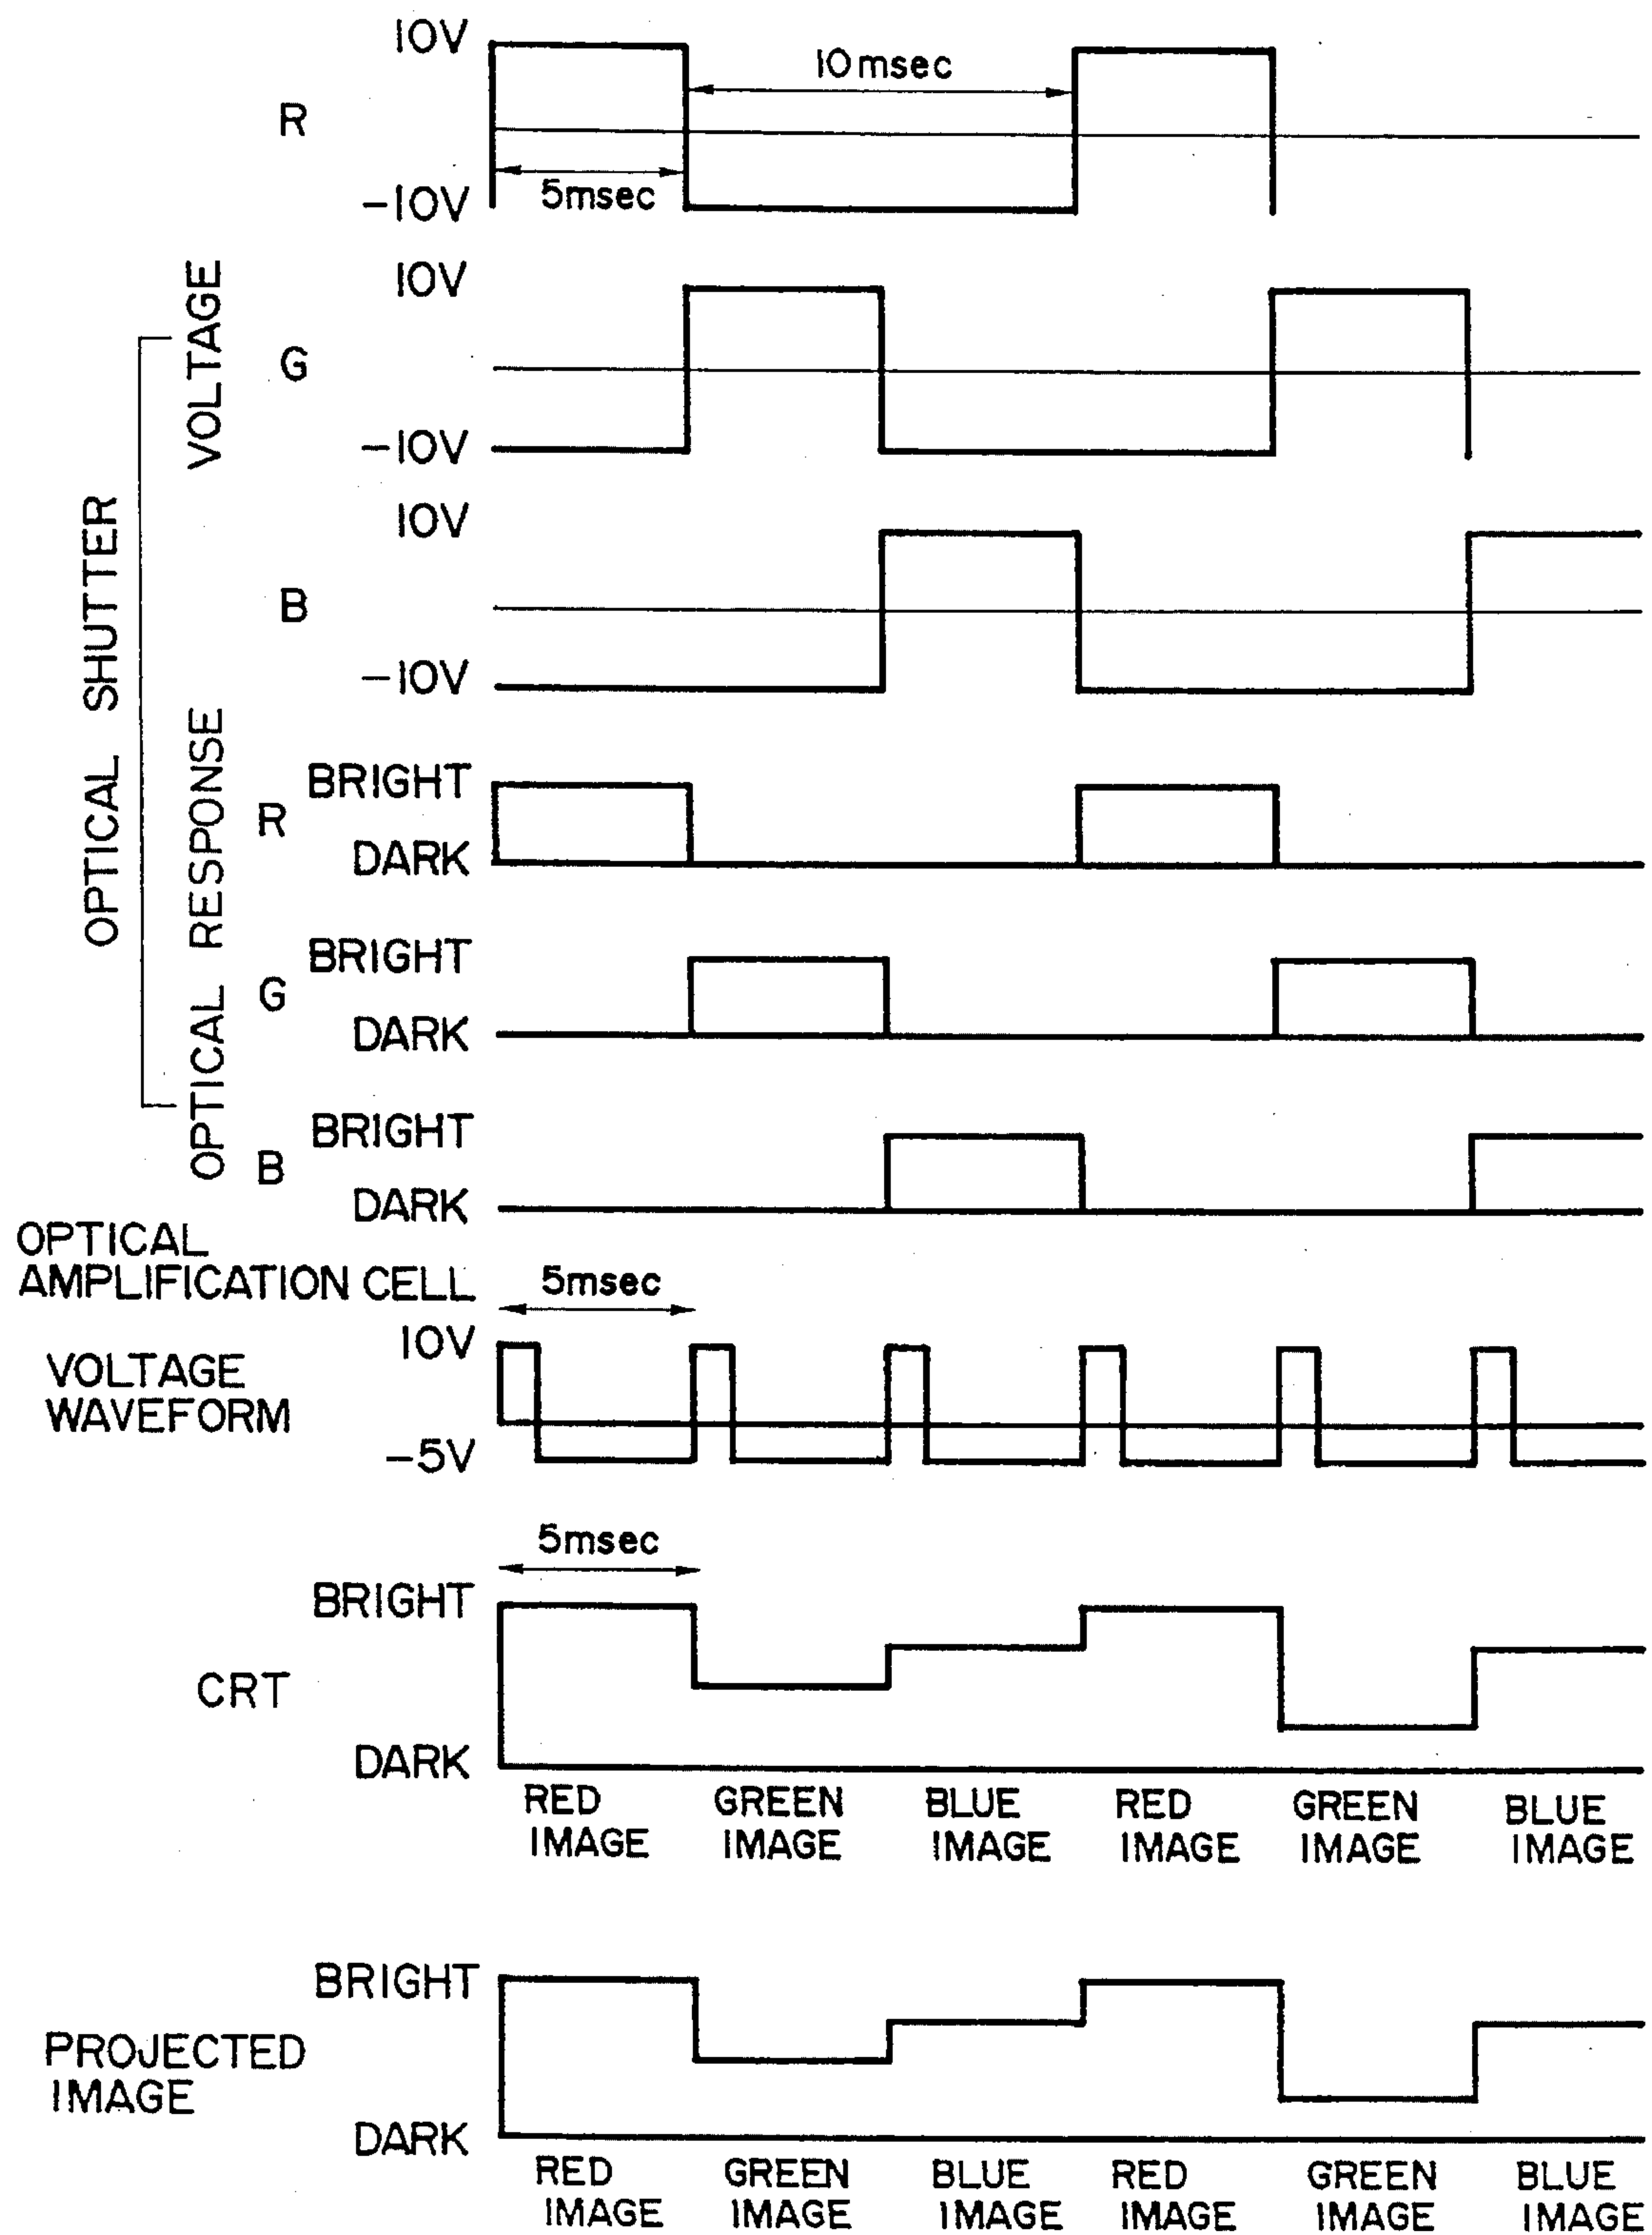 OPTICAL SHUTTER
VOLTAGE
R
10V
-10V
10msec
5msec
G
10V
-10V
B
10V
-10V
OPTICAL RESPONSE
R
BRIGHT
DARK
G
BRIGHT
DARK
B
BRIGHT
DARK
OPTICAL
AMPLIFICATION CELL
5msec
VOLTAGE
WAVEFORM
10V
-5V
5msec
CRT
BRIGHT
DARK
RED
IMAGE
GREEN
IMAGE
BLUE
IMAGE
RED
IMAGE
GREEN
IMAGE
BLUE
IMAGE
PROJECTED
IMAGE
BRIGHT
DARK
RED
IMAGE
GREEN
IMAGE
BLUE
IMAGE
RED
IMAGE
GREEN
IMAGE
BLUE
IMAGE